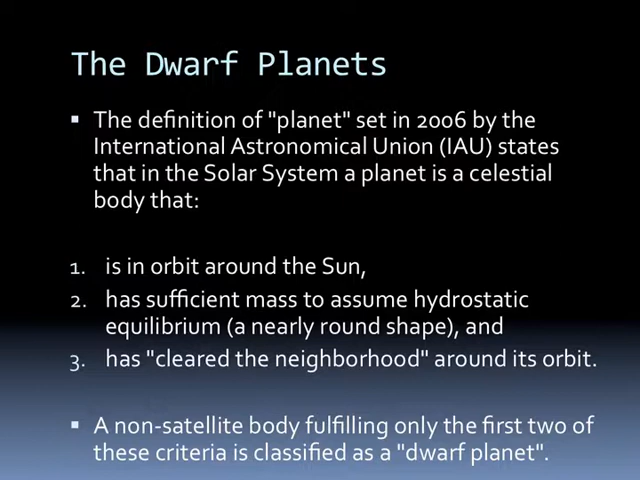 The Dwarf Planets
▪ The definition of "planet" set in 2006 by the
International Astronomical Union (IAU) states
that in the Solar System a planet is a celestial
body that:
1. is in orbit around the Sun,
2. has sufficient mass to assume hydrostatic
equilibrium (a nearly round shape), and
3. has "cleared the neighborhood" around its orbit.
▪ A non-satellite body fulfilling only the first two of
these criteria is classified as a "dwarf planet".